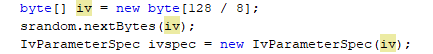 byte[] iv = new byte[128 / 8];
srandom.nextBytes(iv);
IvParameterSpec ivspec = new IvParameterSpec(iv);